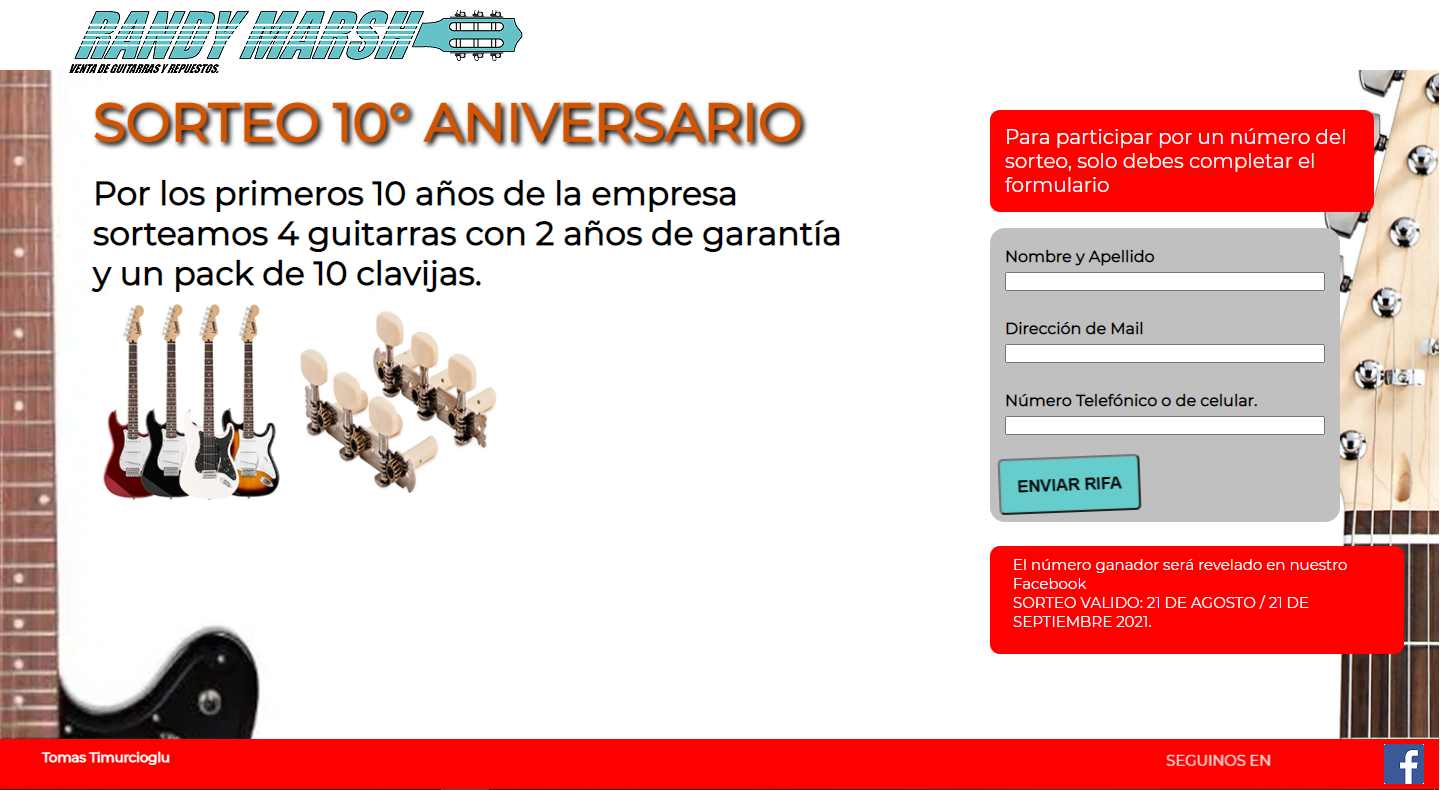 RANDY MARSH
VENTA DE GUITARRAS Y REPUESTOS.
SORTEO 10° ANIVERSARIO
Por los primeros 10 años de la empresa
sorteamos 4 guitarras con 2 años de garantía
y un pack de 10 clavijas.
Para participar por un número del
sorteo, solo debes completar el
formulario
Nombre y Apellido
Dirección de Mail
Número Telefónico o de celular.
ENVIAR RIFA
El número ganador será revelado en nuestro
Facebook
SORTEO VALIDO: 21 DE AGOSTO / 21 DE
SEPTIEMBRE 2021.
Tomas Timurcioglu
SEGUINOS EN
f